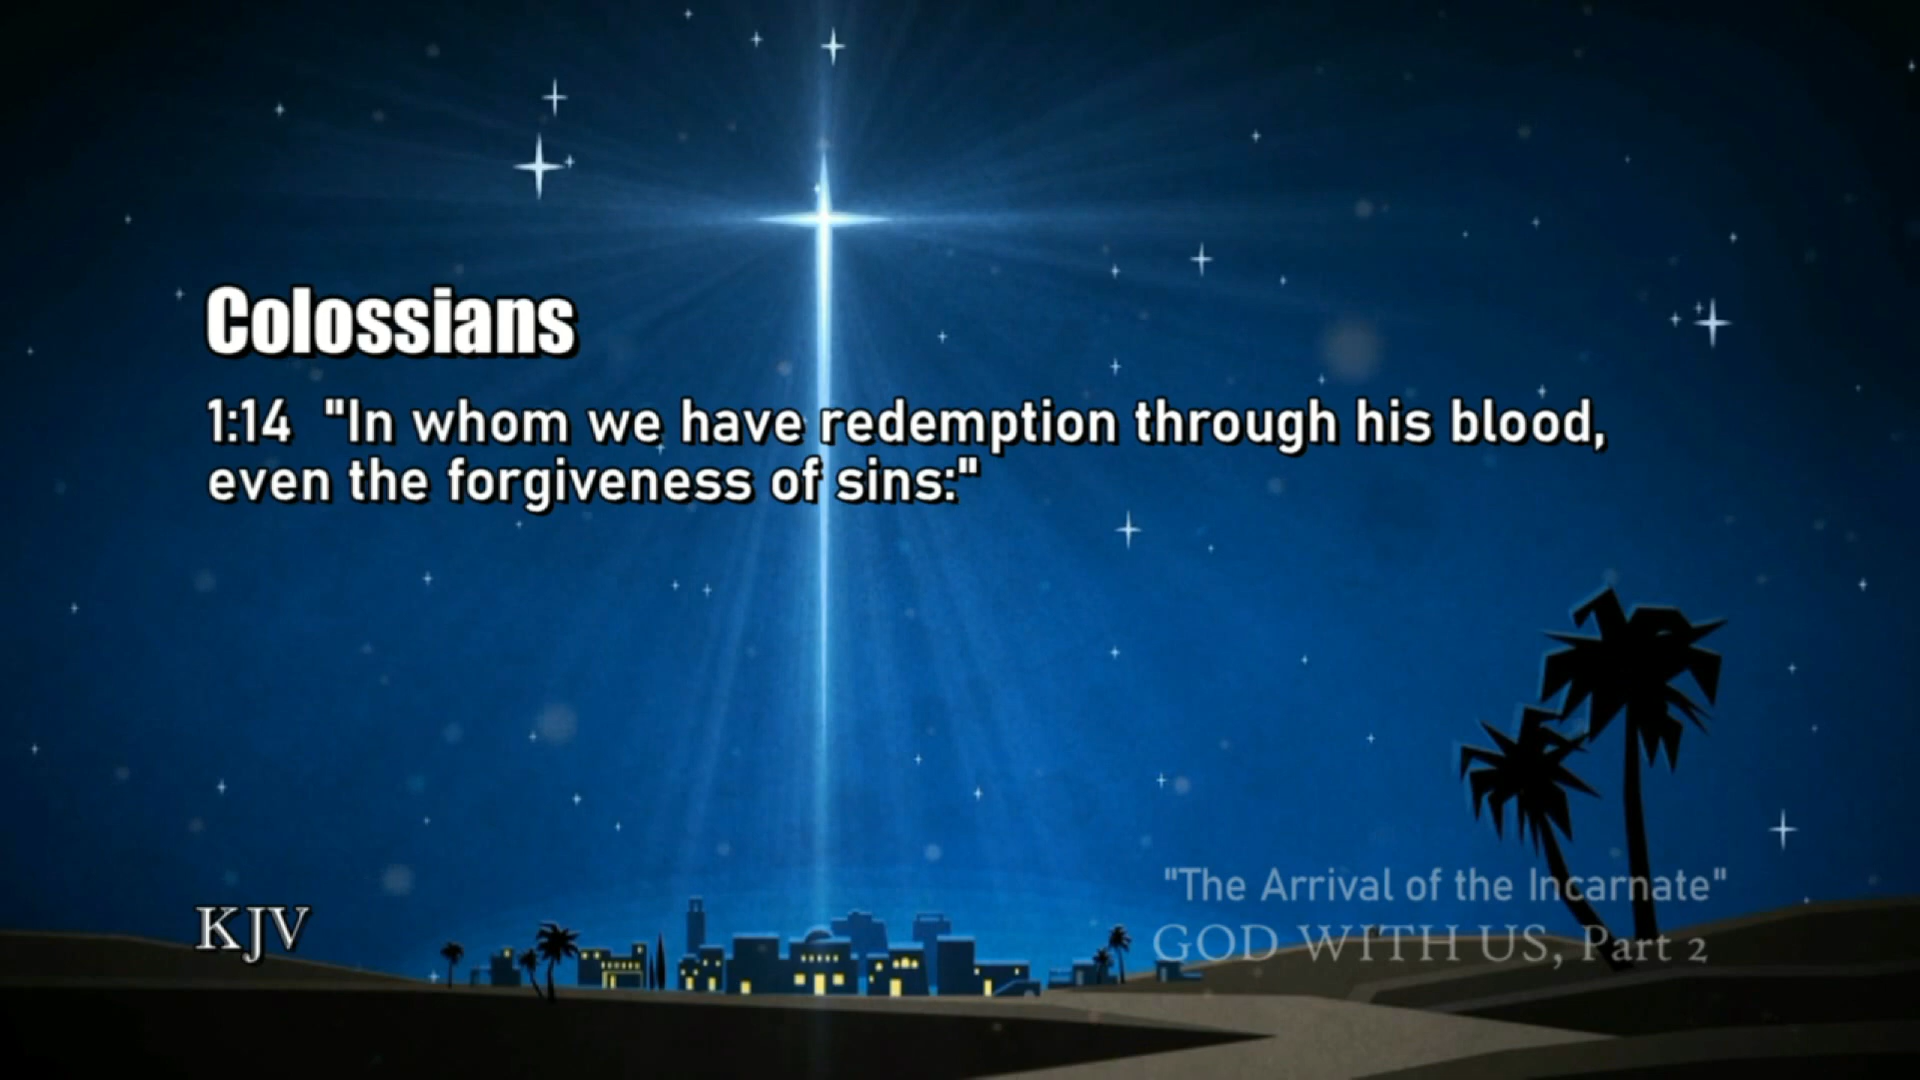 Colossians
1:14 "In whom we have redemption through his blood,
even the forgiveness of sins:"
KJV
"The Arrival of the Incarnate"
GOD WITH US, Part 2